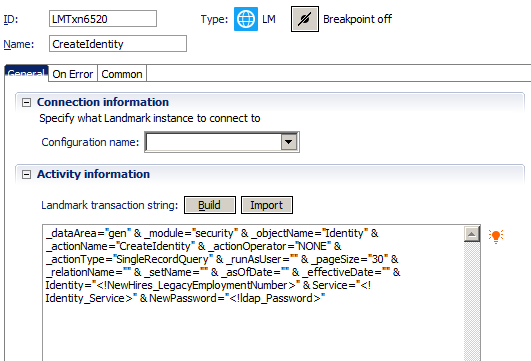 ID: LMTxn6520 Type: LM Breakpoint off
Name: CreateIdentity
General On Error Common
Connection information
Specify what Landmark instance to connect to
Configuration name:
Activity information
Landmark transaction string: Build Import
_dataArea="gen" & _module="security" & _objectName="Identity" &
_actionName="CreateIdentity" & _actionOperator="NONE" &
_actionType="SingleRecordQuery" & _runAsUser="" & _pageSize="30" &
_relationName="" & _setName="" & _asOfDate="" & _effectiveDate="" &
Identity="<!NewHires_LegacyEmploymentNumber>" & Service="<!
Identity_Service>" & NewPassword="<!ldap_Password>"